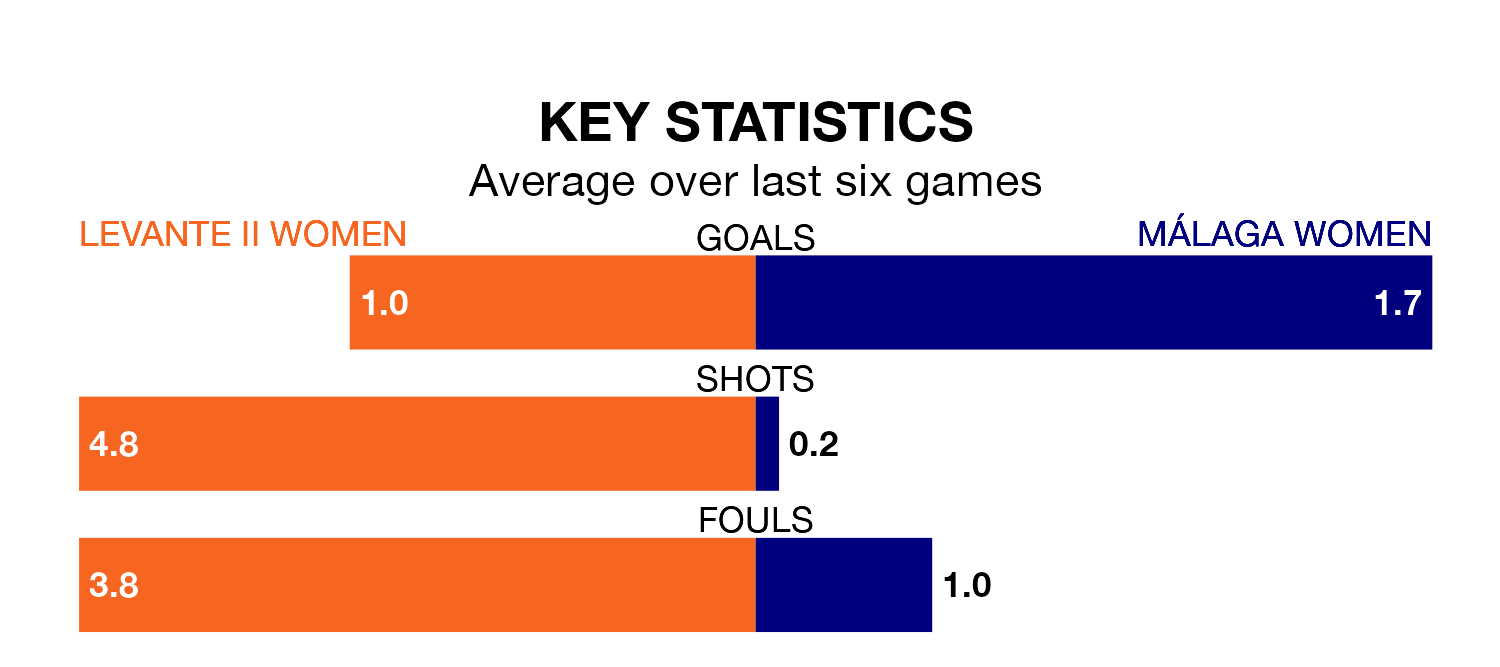 KEY STATISTICS
Average over last six games
LEVANTE II WOMEN GOALS MÁLAGA WOMEN
1.0 1.7
SHOTS
4.8 0.2
FOULS
3.8 1.0